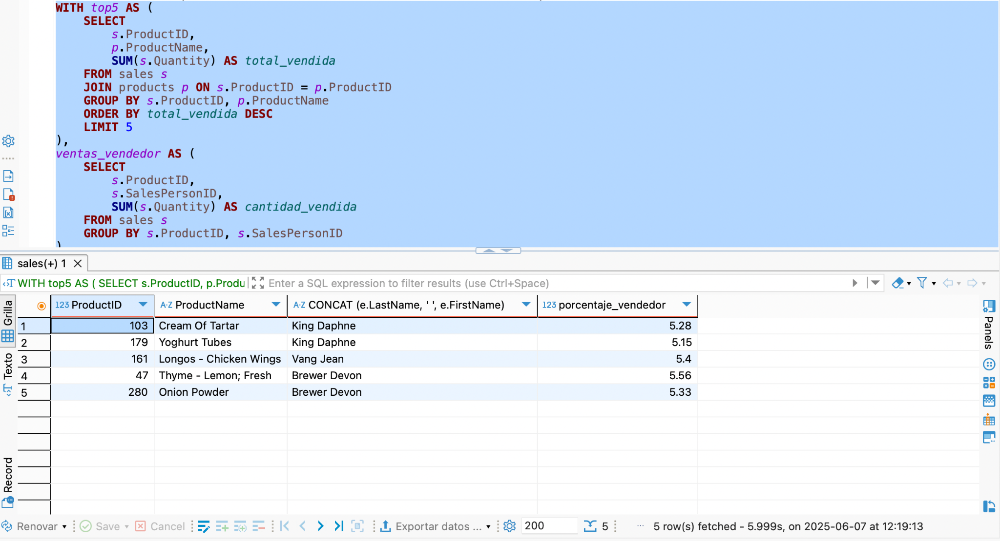 WITH top5 AS (
SELECT
s.ProductID,
p.ProductName,
SUM(s.Quantity) AS total_vendida
FROM sales s
JOIN products p ON s.ProductID = p.ProductID
GROUP BY s.ProductID, p.ProductName
ORDER BY total_vendida DESC
LIMIT 5
),
ventas_vendedor AS (
SELECT
s.ProductID,
s.SalesPersonID,
SUM(s.Quantity) AS cantidad_vendida
FROM sales s
GROUP BY s.ProductID, s.SalesPersonID
)
sales(+) 1
WITH top5 AS ( SELECT s.ProductID, p.Produ Enter a SQL expression to filter results (use Ctrl+Space)
Grilla
Texto
Record
123 ProductID A-Z ProductName A-Z CONCAT (e.LastName, ' ', e.FirstName) 123 porcentaje_vendedor
1 103 Cream Of Tartar King Daphne 5.28
2 179 Yoghurt Tubes King Daphne 5.15
3 161 Longos - Chicken Wings Vang Jean 5.4
4 47 Thyme - Lemon; Fresh Brewer Devon 5.56
5 280 Onion Powder Brewer Devon 5.33
Panels
Renovar Save Cancel Exportar datos ... 200 5 ... 5 row(s) fetched - 5.999s, on 2025-06-07 at 12:19:13